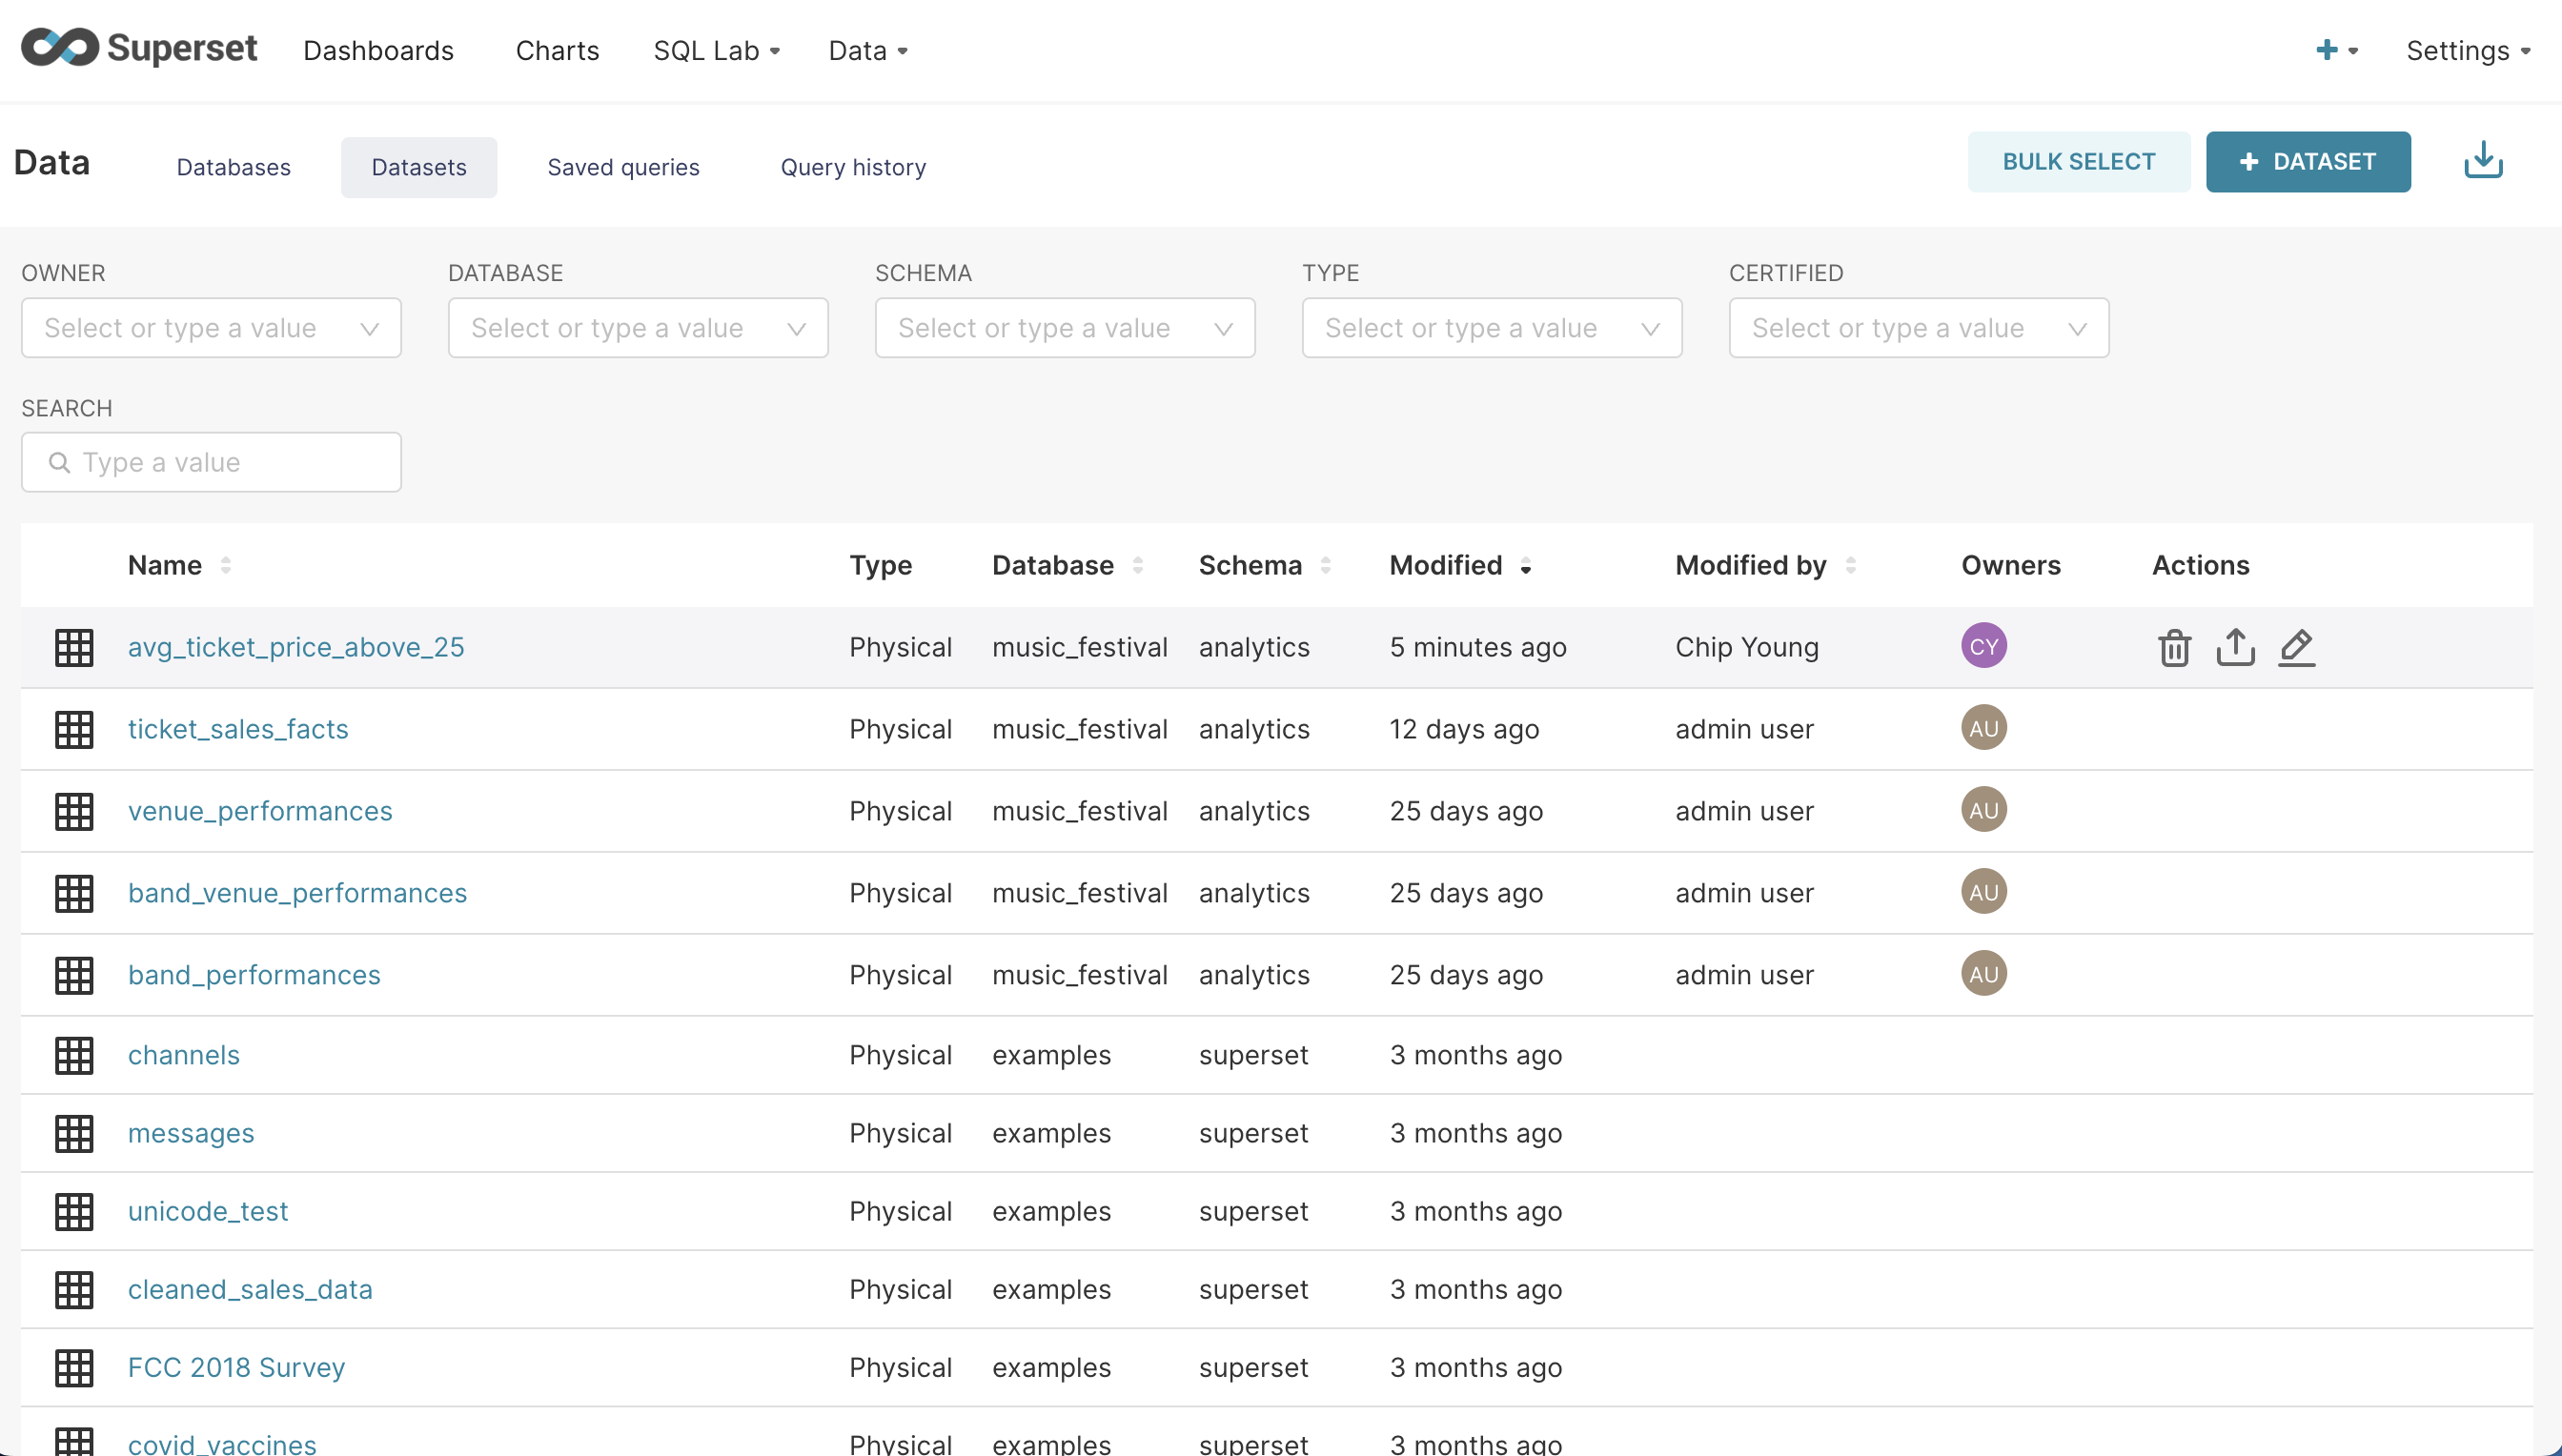 Superset Dashboards Charts SQL Lab Data Settings
Data Databases Datasets Saved queries Query history BULK SELECT + DATASET
OWNER DATABASE SCHEMA TYPE CERTIFIED
Select or type a value Select or type a value Select or type a value Select or type a value Select or type a value
SEARCH
Type a value
Name Type Database Schema Modified Modified by Owners Actions
avg_ticket_price_above_25 Physical music_festival analytics 5 minutes ago Chip Young CY
ticket_sales_facts Physical music_festival analytics 12 days ago admin user AU
venue_performances Physical music_festival analytics 25 days ago admin user AU
band_venue_performances Physical music_festival analytics 25 days ago admin user AU
band_performances Physical music_festival analytics 25 days ago admin user AU
channels Physical examples superset 3 months ago
messages Physical examples superset 3 months ago
unicode_test Physical examples superset 3 months ago
cleaned_sales_data Physical examples superset 3 months ago
FCC 2018 Survey Physical examples superset 3 months ago
covid_vaccines Physical examples superset 3 months ago